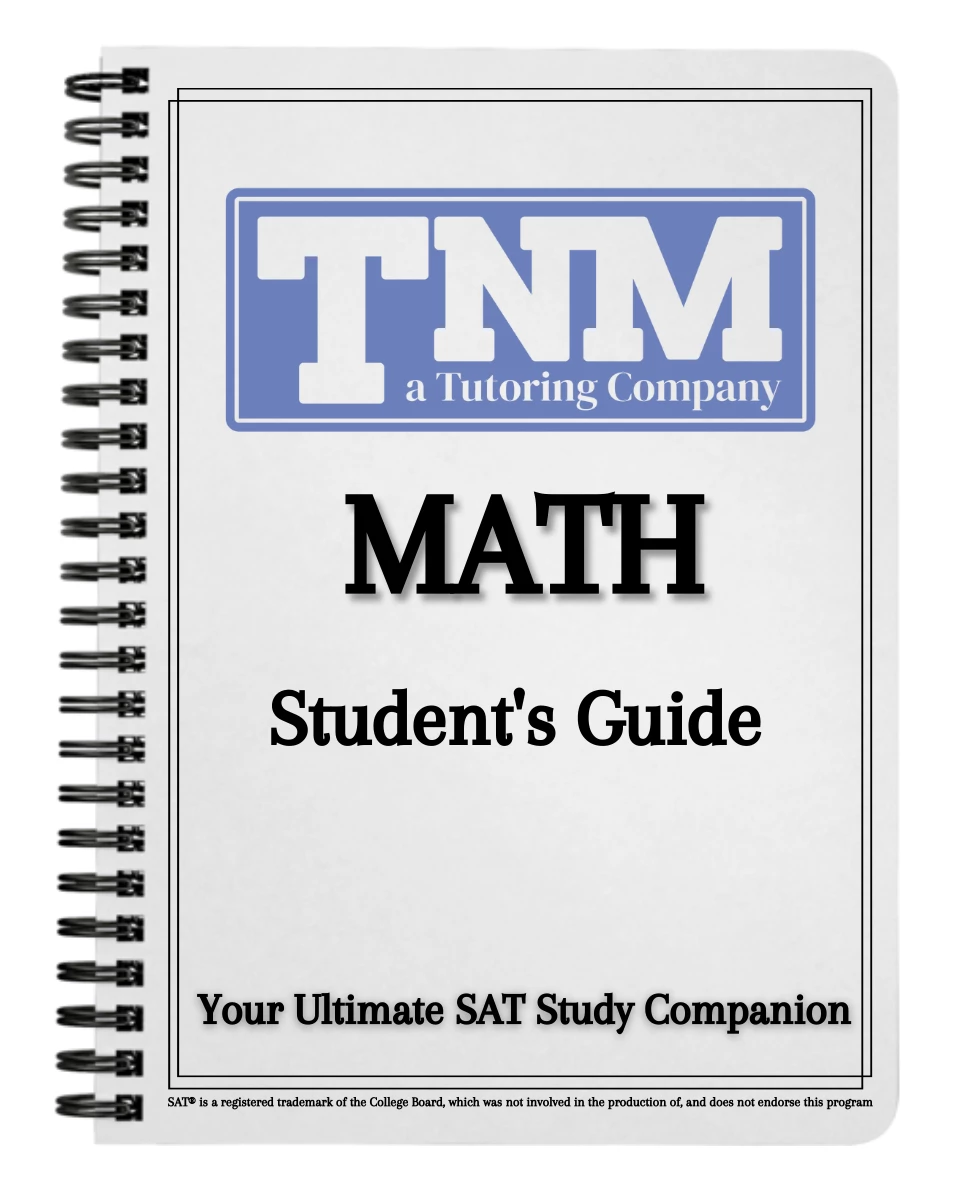 TNM
a Tutoring Company
MATH
Student's Guide
Your Ultimate SAT Study Companion
SAT® is a registered trademark of the College Board, which was not involved in the production of, and does not endorse this program